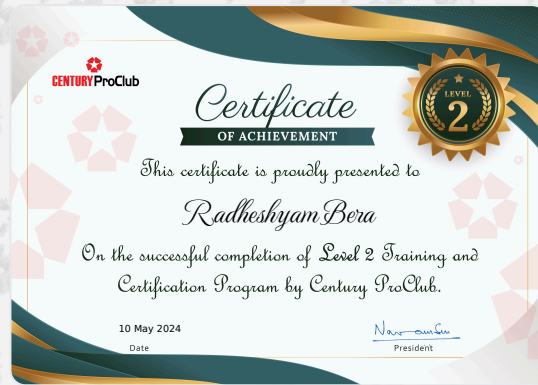 CENTURY ProClub
Certificate
OF ACHIEVEMENT
LEVEL
2
This certificate is proudly presented to
Radheshyam Bera
On the successful completion of Level 2 Training and
Certification Program by Century ProClub.
10 May 2024
Date
President